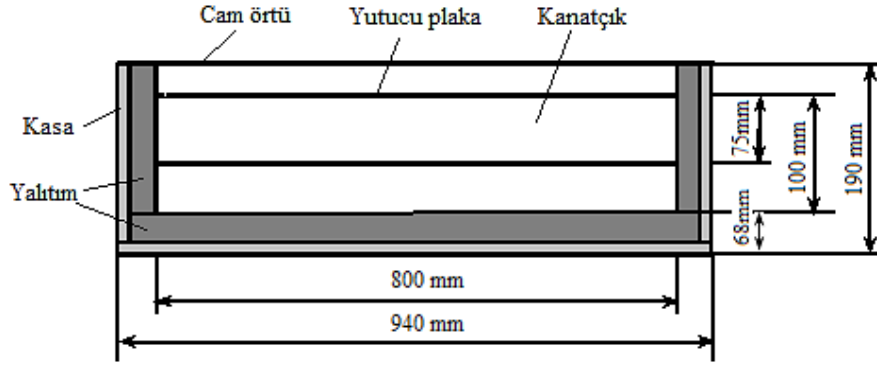 Cam örtü
Yutucu plaka
Kanatçık
Kasa
Yalıtım
75mm
100 mm
190 mm
68mm
800 mm
940 mm